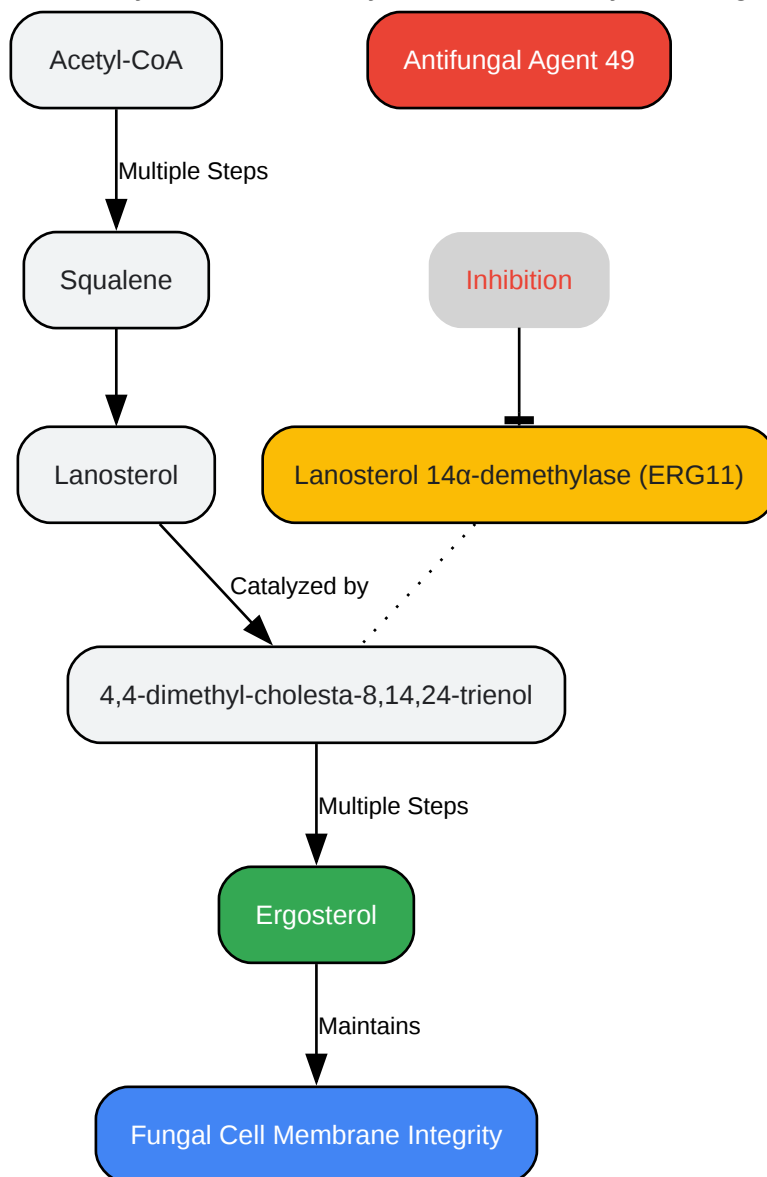 Acetyl-CoA
Antifungal Agent 49
Multiple Steps
Squalene
Inhibition
Lanosterol
Lanosterol 14α-demethylase (ERG11)
Catalyzed by
4,4-dimethyl-cholesta-8,14,24-trienol
Multiple Steps
Ergosterol
Maintains
Fungal Cell Membrane Integrity